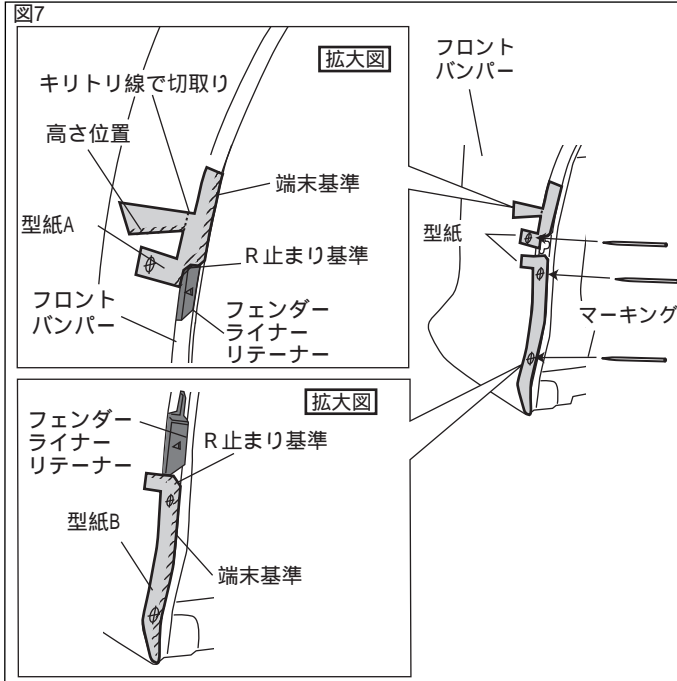 図7
拡大図
キリトリ線で切取り
高さ位置
端末基準
型紙A
R止まり基準
フロント
バンパー
フェンダー
ライナー
リテーナー
フロント
バンパー
型紙
マーキング
拡大図
フェンダー
ライナー
リテーナー
R止まり基準
型紙B
端末基準